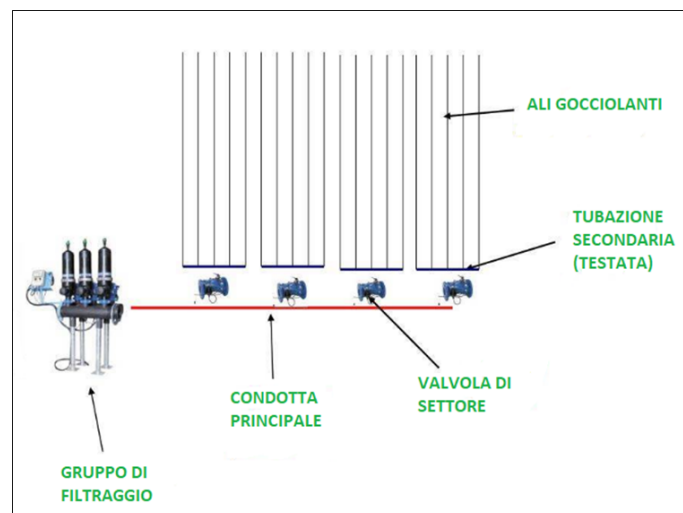 ALI GOCCIOLANTI
TUBAZIONE
SECONDARIA
(TESTATA)
VALVOLA DI
SETTORE
CONDOTTA
PRINCIPALE
GRUPPO DI
FILTRAGGIO